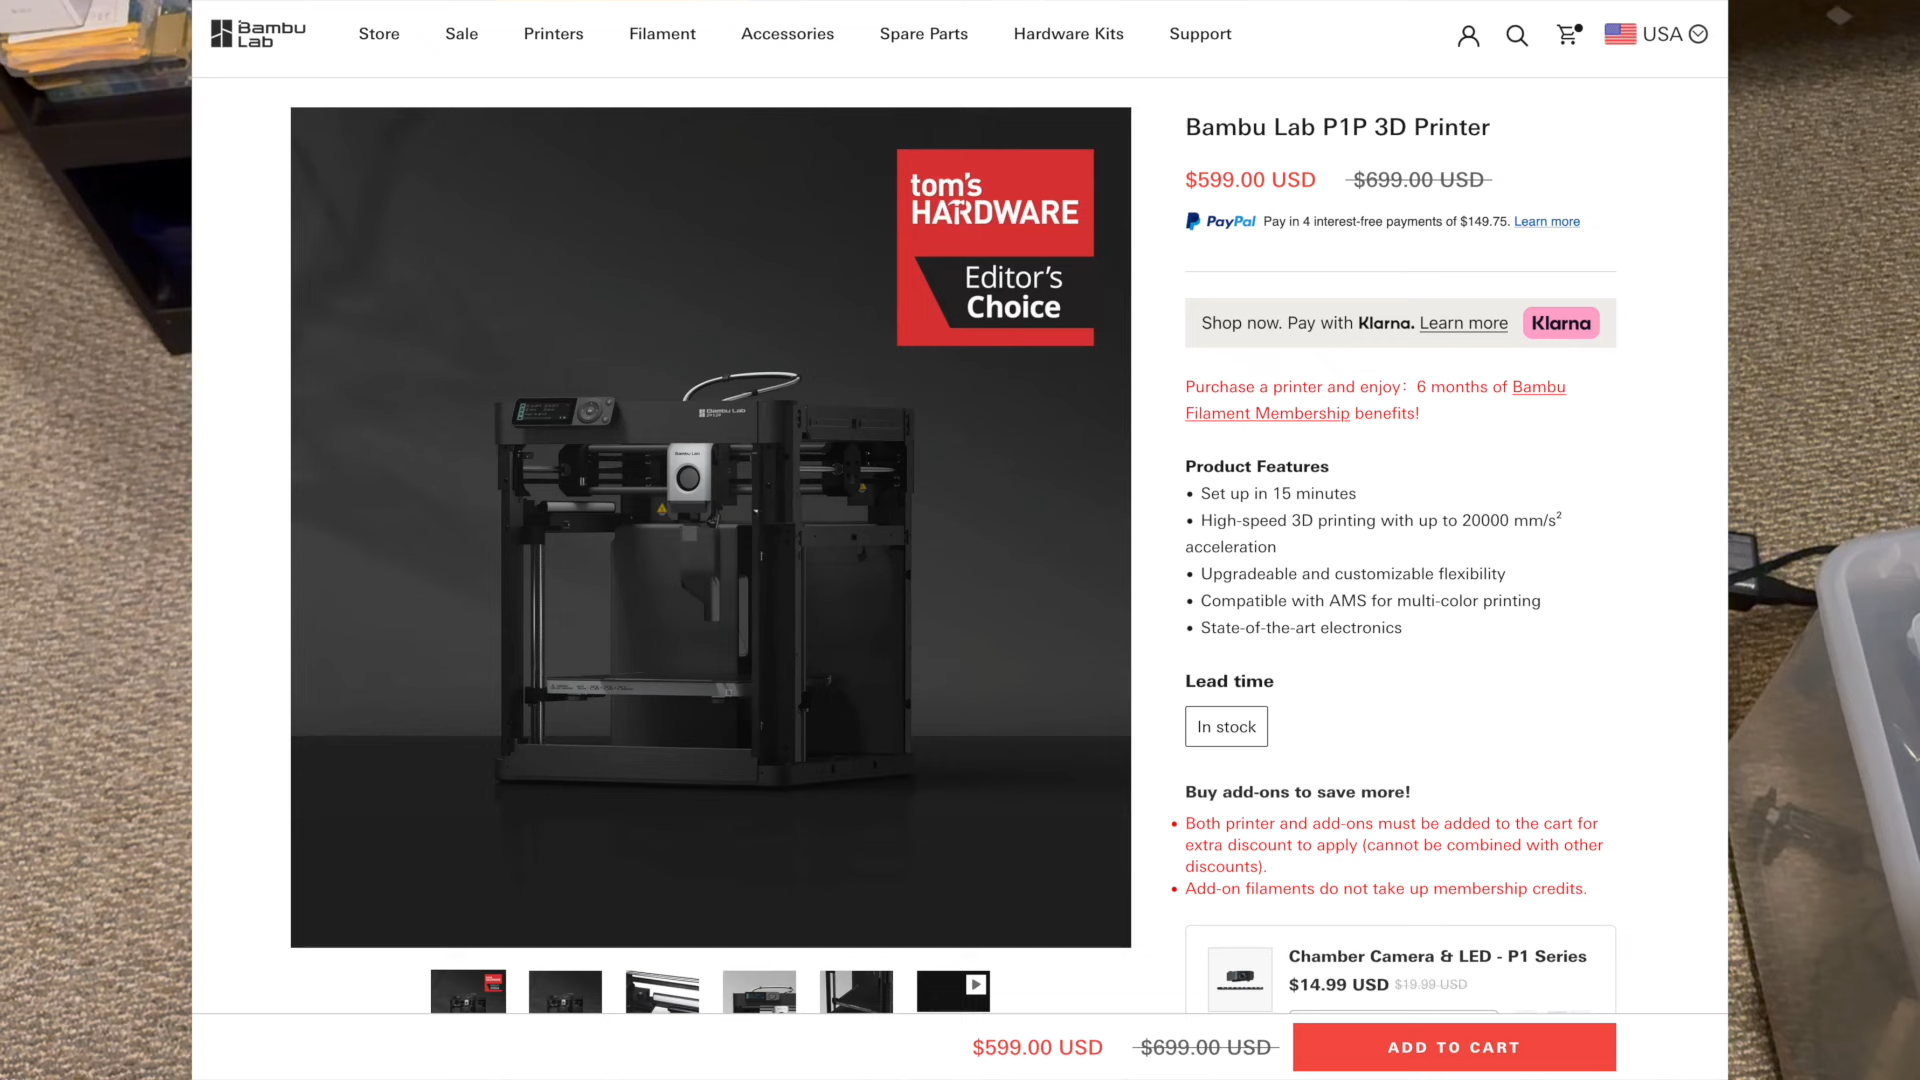 Bambu Lab
Store
Sale
Printers
Filament
Accessories
Spare Parts
Hardware Kits
Support
USA
tom's
HARDWARE
Editor's
Choice
Bambu Lab
P1P
Bambu Lab
Bambu Lab P1P 3D Printer
$599.00 USD $699.00 USD
PayPal Pay in 4 interest-free payments of $149.75. Learn more
Shop now. Pay with Klarna. Learn more Klarna
Purchase a printer and enjoy：6 months of Bambu
Filament Membership benefits!
Product Features
• Set up in 15 minutes
• High-speed 3D printing with up to 20000 mm/s²
acceleration
• Upgradeable and customizable flexibility
• Compatible with AMS for multi-color printing
• State-of-the-art electronics
Lead time
In stock
Buy add-ons to save more!
• Both printer and add-ons must be added to the cart for
extra discount to apply (cannot be combined with other
discounts).
• Add-on filaments do not take up membership credits.
Chamber Camera & LED - P1 Series
$14.99 USD $19.99 USD
$599.00 USD $699.00 USD ADD TO CART